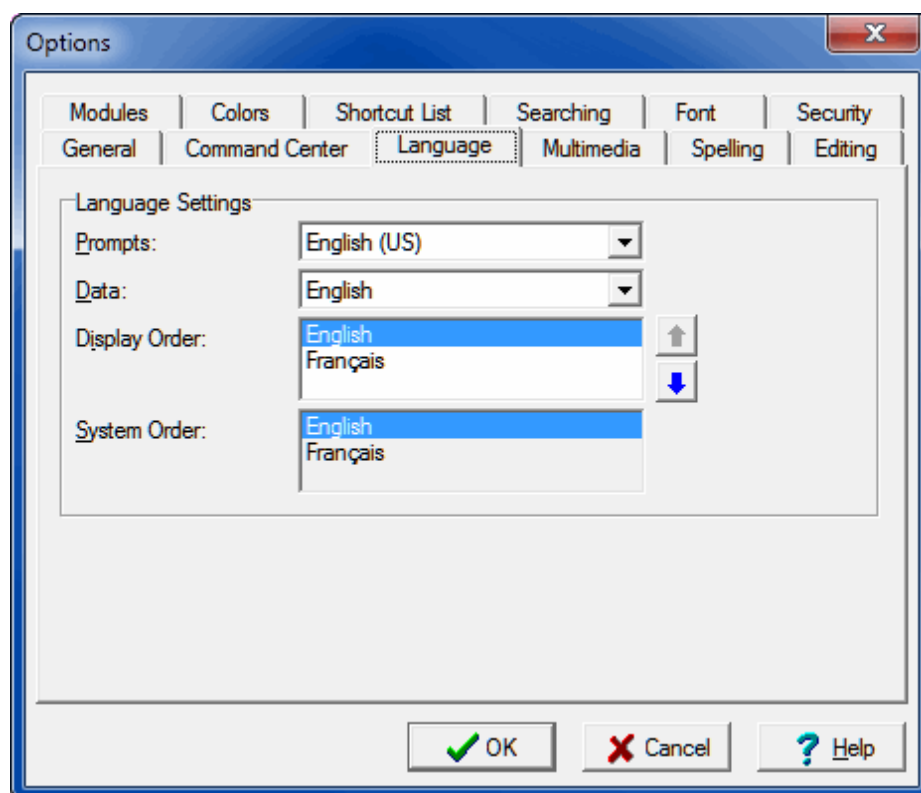 Options
Modules Colors Shortcut List Searching Font Security
General Command Center Language Multimedia Spelling Editing
Language Settings
Prompts: English (US)
Data: English
Display Order: English
Français
System Order: English
Français
OK Cancel Help